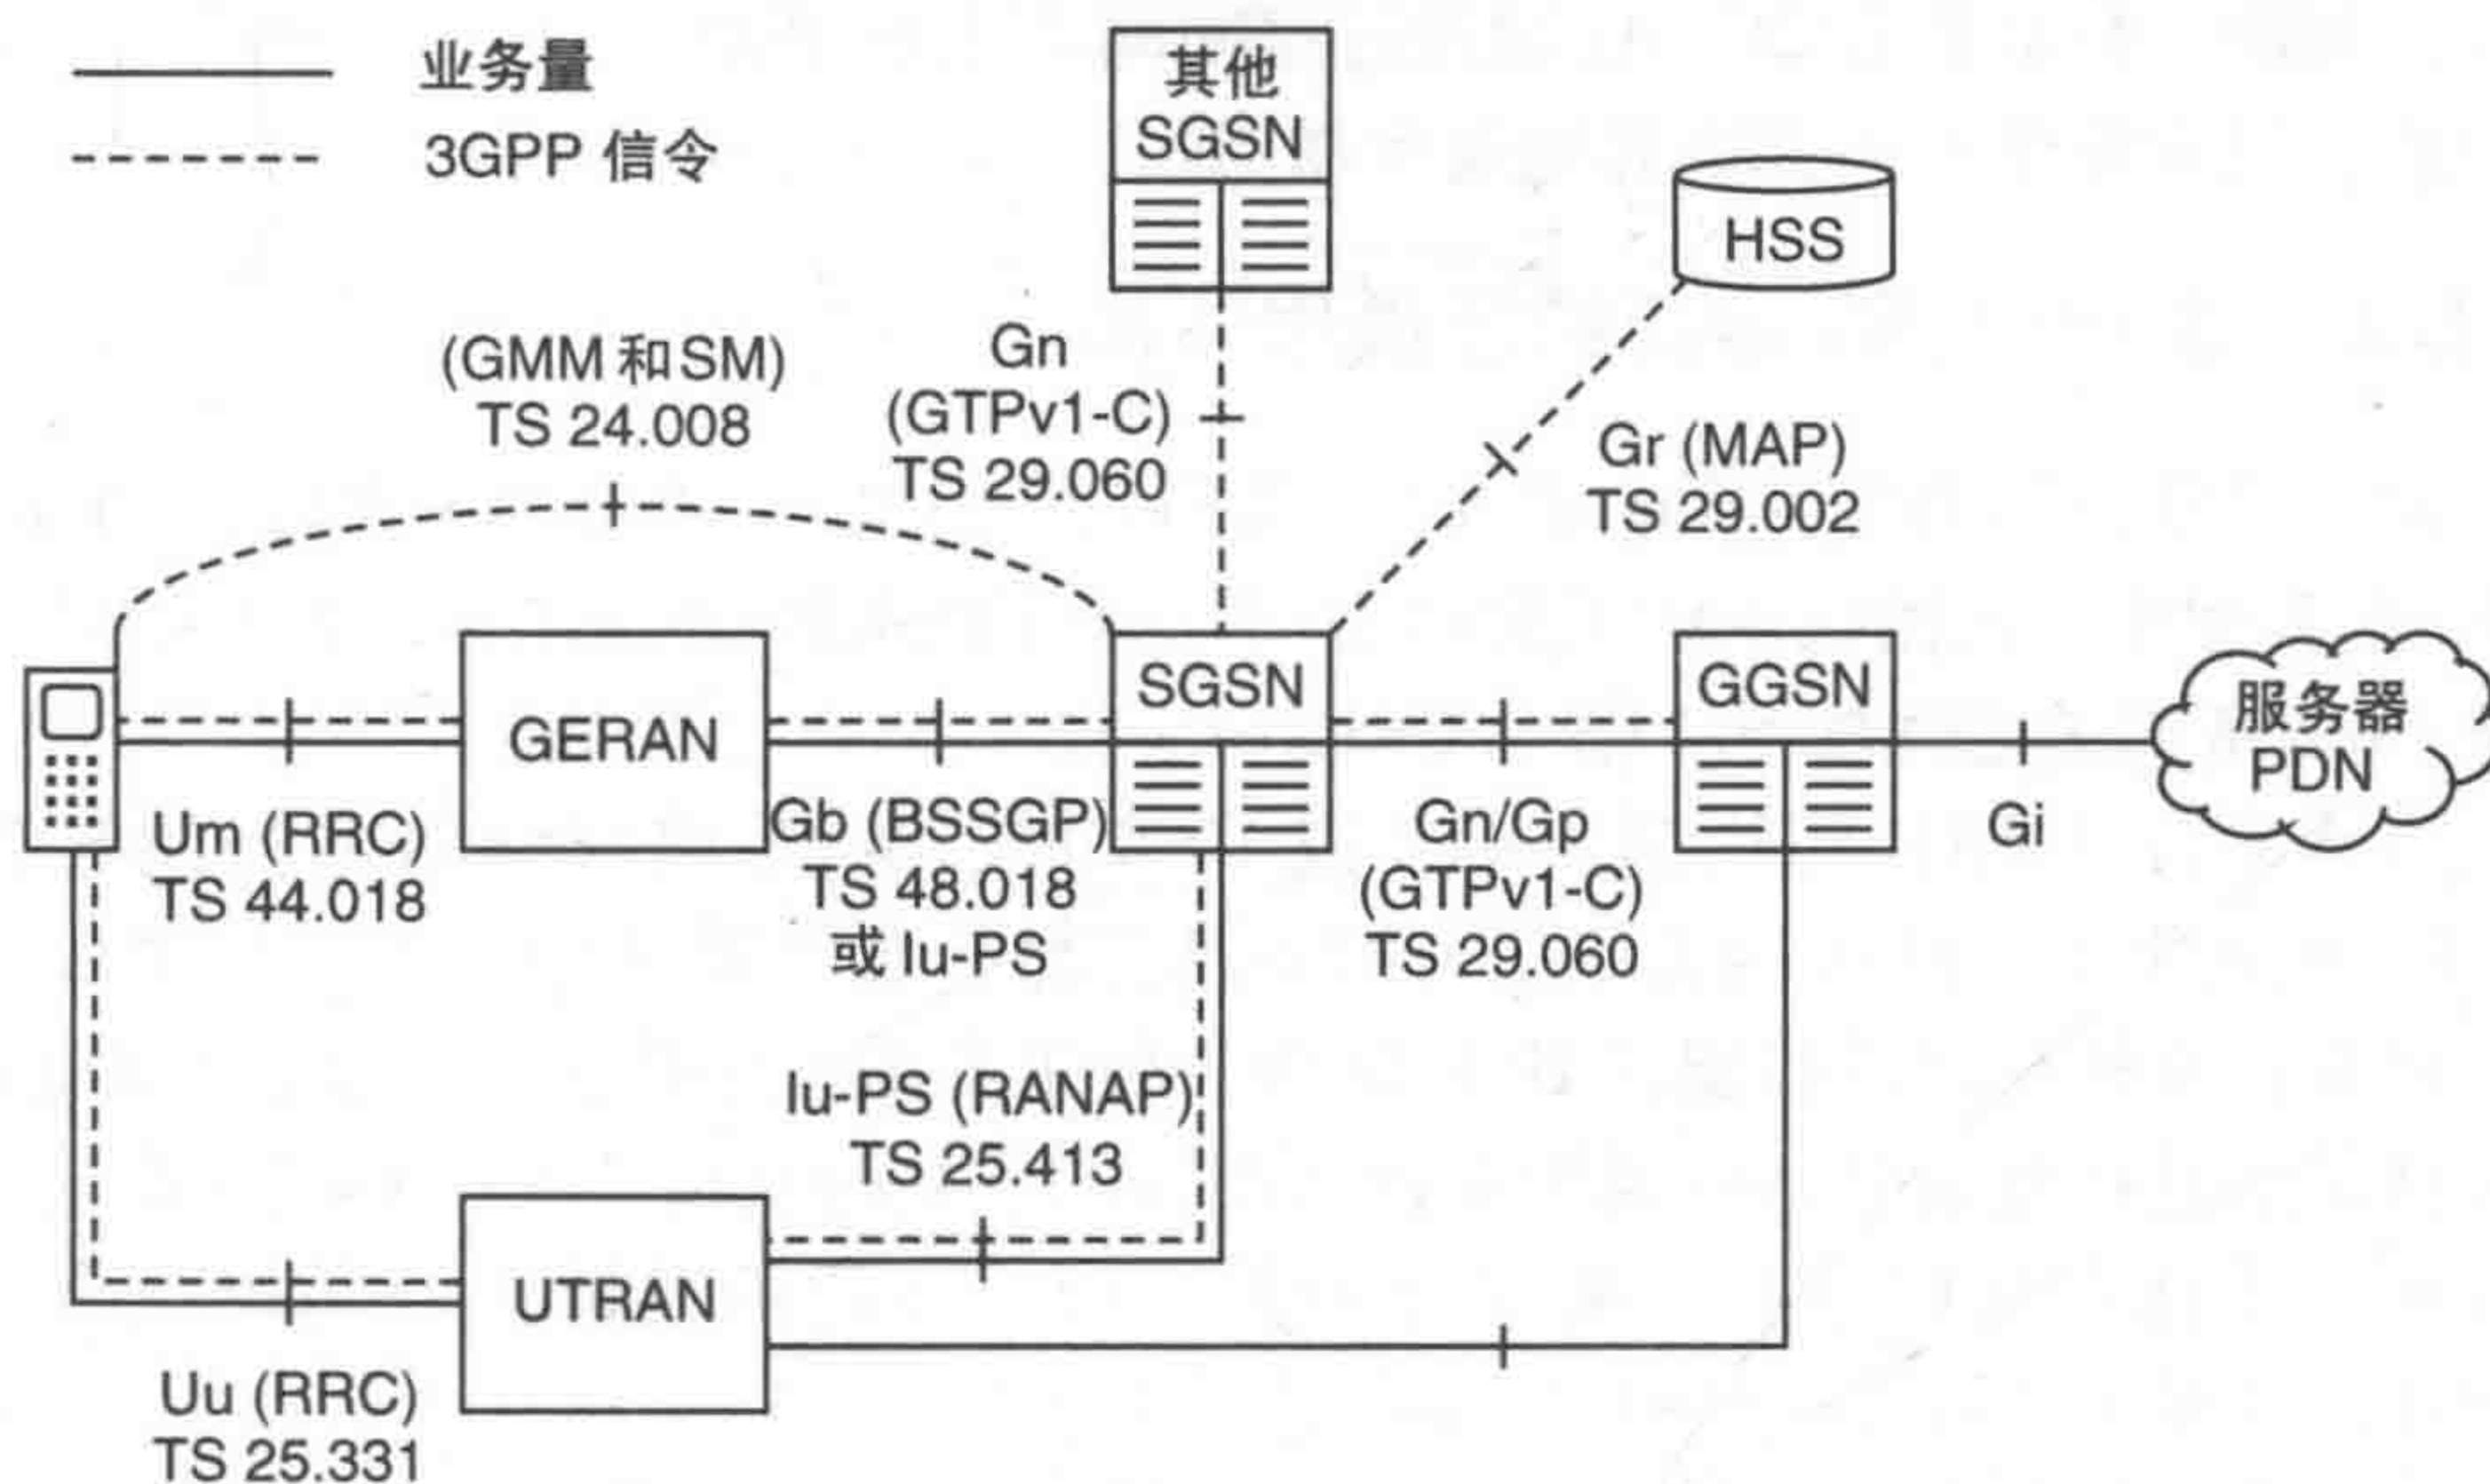 业务量
3GPP 信令
其他
SGSN
HSS
(GMM 和 SM)
TS 24.008
Gn
(GTPv1-C)
TS 29.060
Gr (MAP)
TS 29.002
GERAN
SGSN
GGSN
服务器
PDN
Um (RRC)
TS 44.018
Gb (BSSGP)
TS 48.018
或 Iu-PS
Gn/Gp
(GTPv1-C)
TS 29.060
Gi
Iu-PS (RANAP)
TS 25.413
UTRAN
Uu (RRC)
TS 25.331